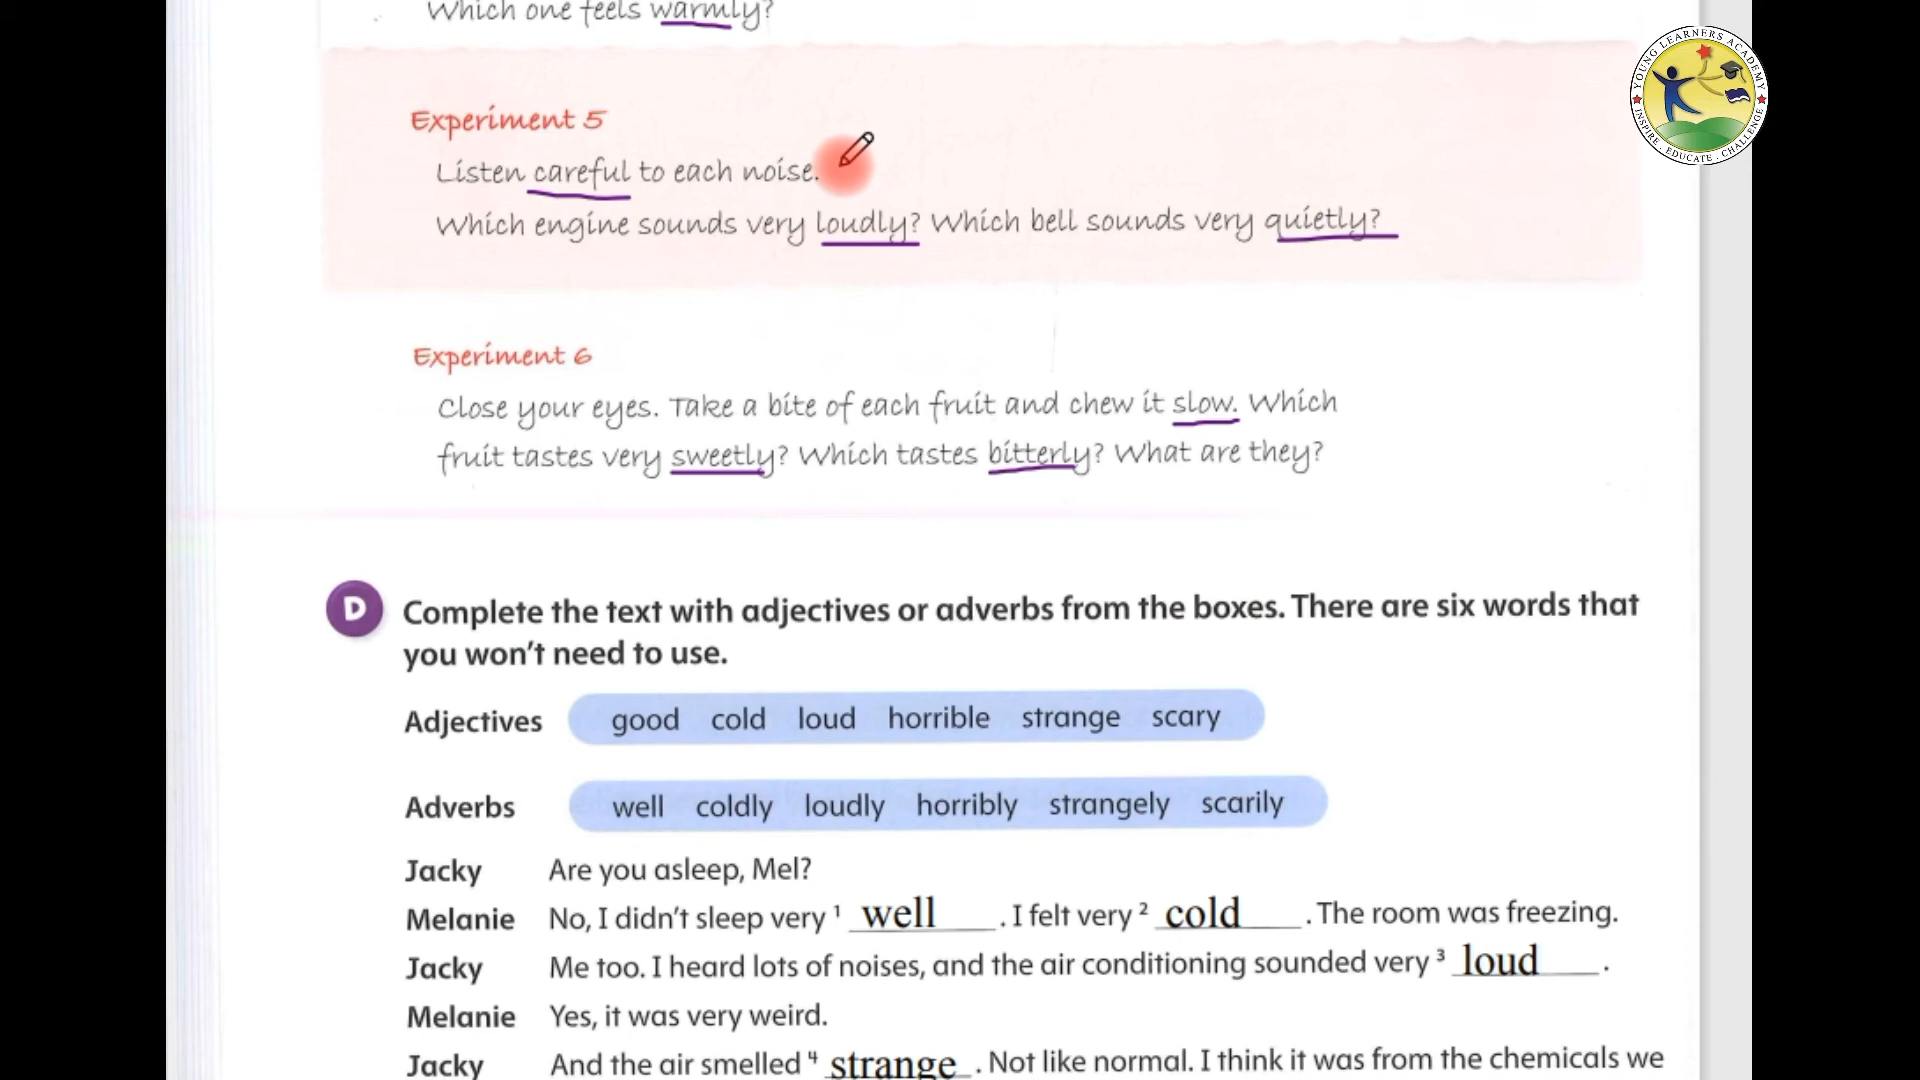 Which one feels warmly?
YOUNG LEARNERS ACADEMY
INSPIRE . EDUCATE . CHALLENGE
Experiment 5
Listen careful to each noise.
Which engine sounds very loudly? Which bell sounds very quietly?
Experiment 6
Close your eyes. Take a bite of each fruit and chew it slow. Which
fruit tastes very sweetly? Which tastes bitterly? What are they?
D Complete the text with adjectives or adverbs from the boxes. There are six words that
you won't need to use.
Adjectives good cold loud horrible strange scary
Adverbs well coldly loudly horribly strangely scarily
Jacky Are you asleep, Mel?
Melanie No, I didn't sleep very 1 well . I felt very 2 cold . The room was freezing.
Jacky Me too. I heard lots of noises, and the air conditioning sounded very 3 loud .
Melanie Yes, it was very weird.
Jacky And the air smelled 4 strange . Not like normal. I think it was from the chemicals we